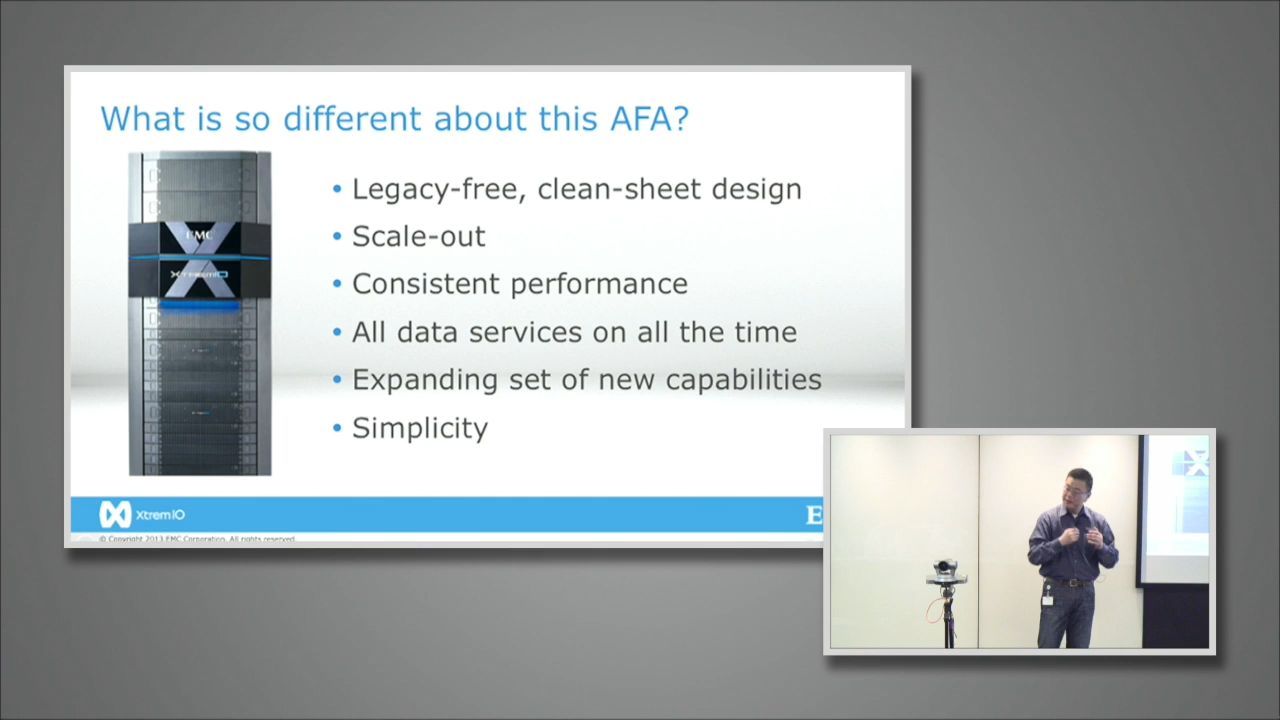 What is so different about this AFA?
EMC
XTREMIO
• Legacy-free, clean-sheet design
• Scale-out
• Consistent performance
• All data services on all the time
• Expanding set of new capabilities
• Simplicity
XtremIO
E
© Copyright 2013 EMC Corporation. All rights reserved.